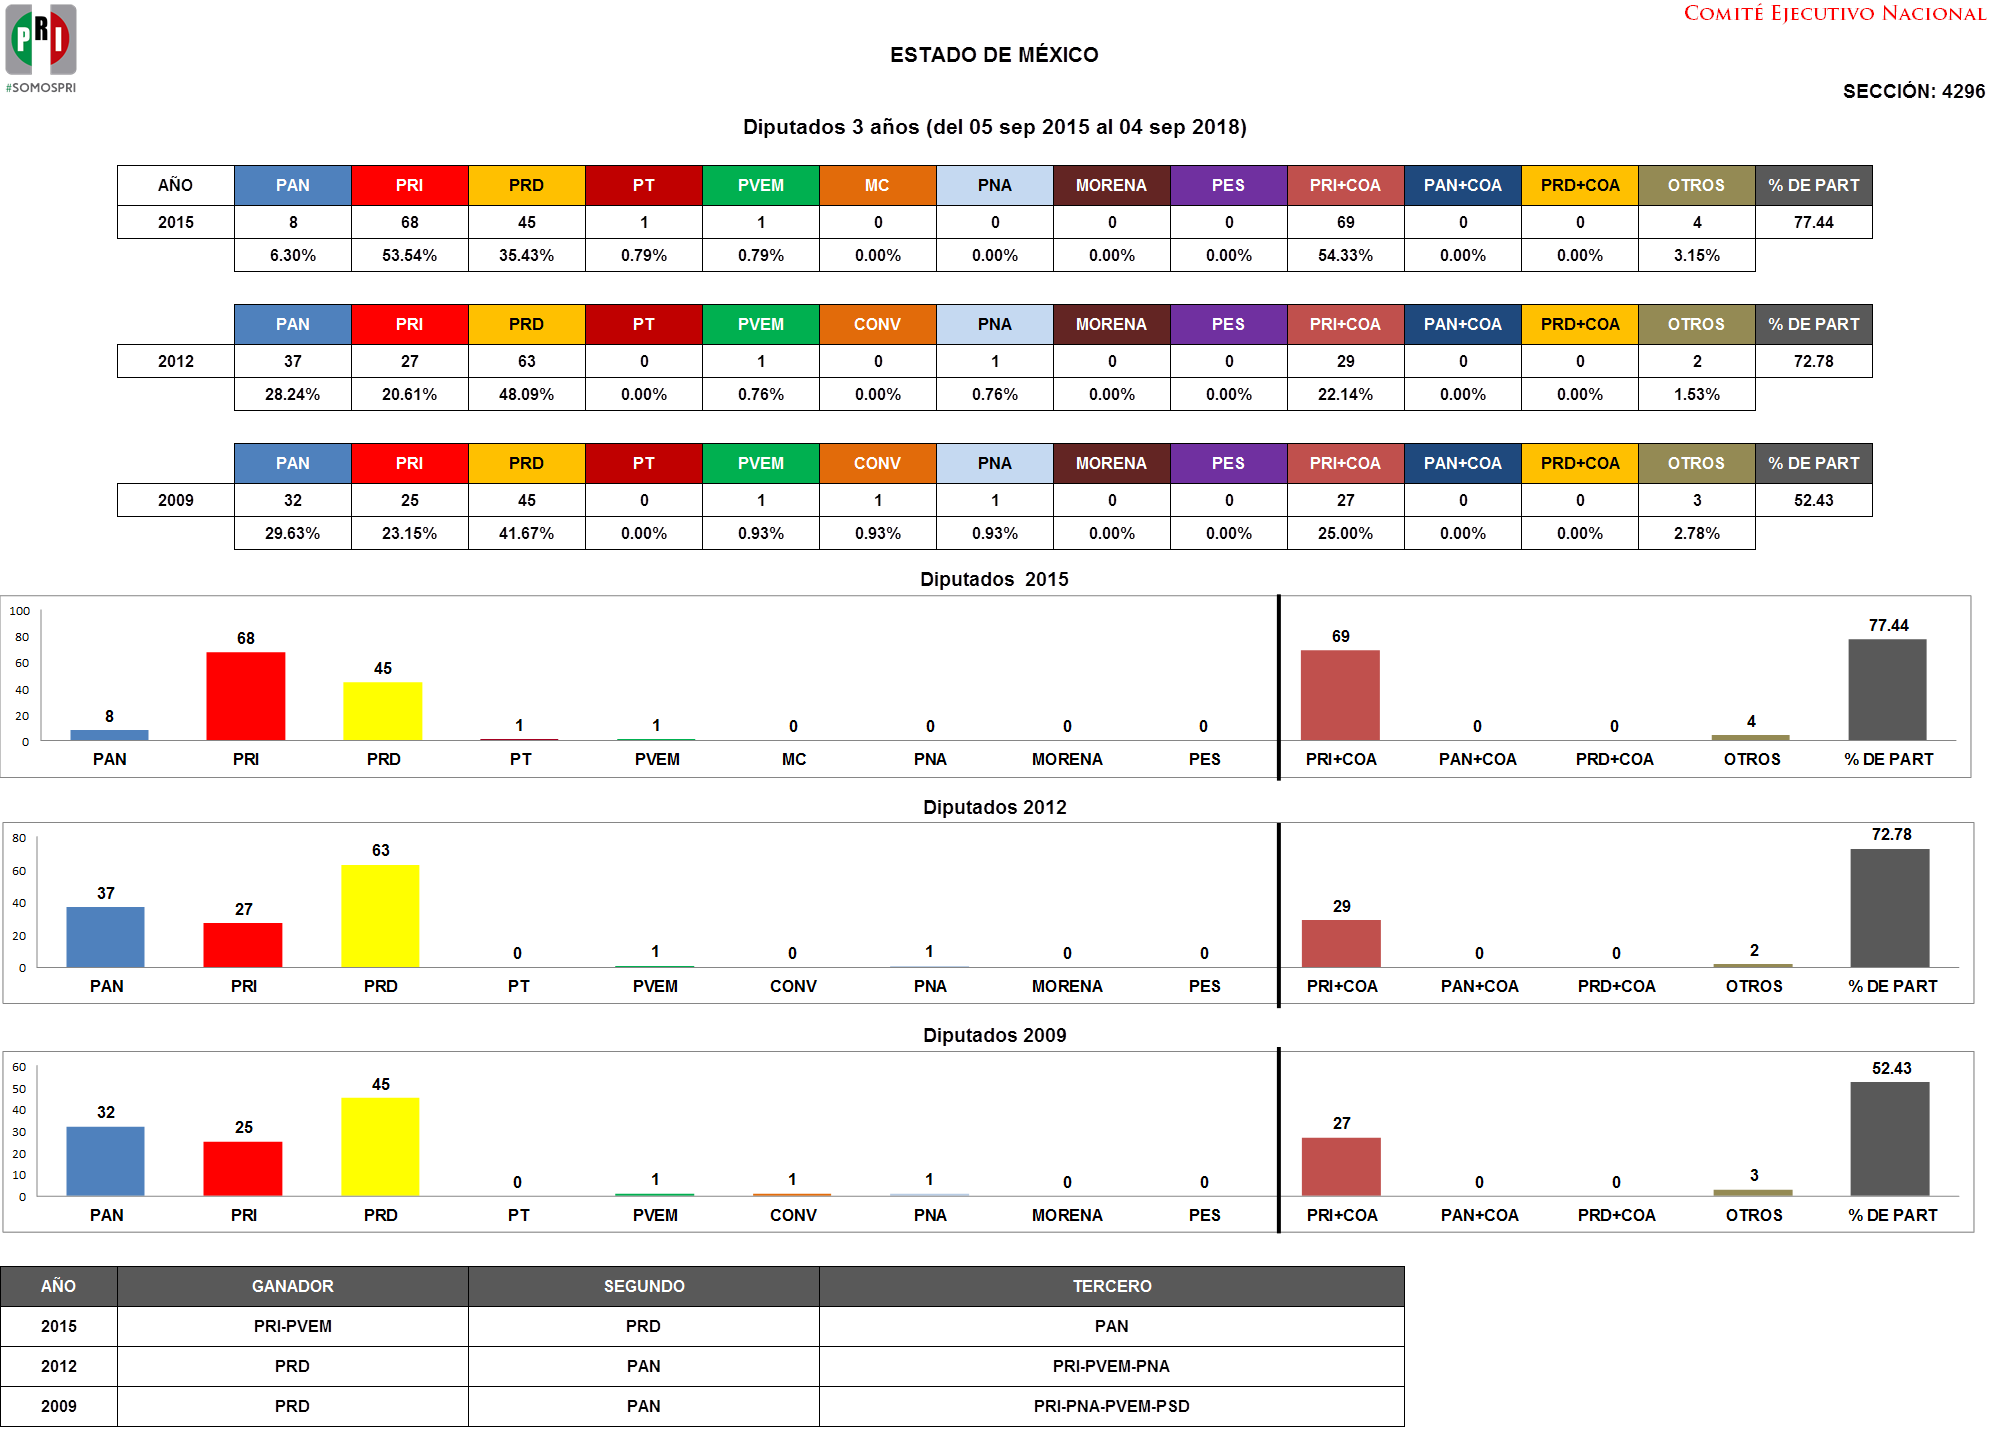 PRI
#SOMOSPRI
COMITÉ EJECUTIVO NACIONAL
ESTADO DE MÉXICO
SECCIÓN: 4296
Diputados 3 años (del 05 sep 2015 al 04 sep 2018)
AÑO PAN PRI PRD PT PVEM MC PNA MORENA PES PRI+COA PAN+COA PRD+COA OTROS % DE PART
2015 8 68 45 1 1 0 0 0 0 69 0 0 4 77.44
6.30% 53.54% 35.43% 0.79% 0.79% 0.00% 0.00% 0.00% 0.00% 54.33% 0.00% 0.00% 3.15%
PAN PRI PRD PT PVEM CONV PNA MORENA PES PRI+COA PAN+COA PRD+COA OTROS % DE PART
2012 37 27 63 0 1 0 1 0 0 29 0 0 2 72.78
28.24% 20.61% 48.09% 0.00% 0.76% 0.00% 0.76% 0.00% 0.00% 22.14% 0.00% 0.00% 1.53%
PAN PRI PRD PT PVEM CONV PNA MORENA PES PRI+COA PAN+COA PRD+COA OTROS % DE PART
2009 32 25 45 0 1 1 1 0 0 27 0 0 3 52.43
29.63% 23.15% 41.67% 0.00% 0.93% 0.93% 0.93% 0.00% 0.00% 25.00% 0.00% 0.00% 2.78%
Diputados 2015
100
80
60
40
20
0
8 68 45 1 1 0 0 0 0 69 0 0 4 77.44
PAN PRI PRD PT PVEM MC PNA MORENA PES PRI+COA PAN+COA PRD+COA OTROS % DE PART
Diputados 2012
80
60
40
20
0
37 27 63 0 1 0 1 0 0 29 0 0 2 72.78
PAN PRI PRD PT PVEM CONV PNA MORENA PES PRI+COA PAN+COA PRD+COA OTROS % DE PART
Diputados 2009
60
50
40
30
20
10
0
32 25 45 0 1 1 1 0 0 27 0 0 3 52.43
PAN PRI PRD PT PVEM CONV PNA MORENA PES PRI+COA PAN+COA PRD+COA OTROS % DE PART
AÑO GANADOR SEGUNDO TERCERO
2015 PRI-PVEM PRD PAN
2012 PRD PAN PRI-PVEM-PNA
2009 PRD PAN PRI-PNA-PVEM-PSD